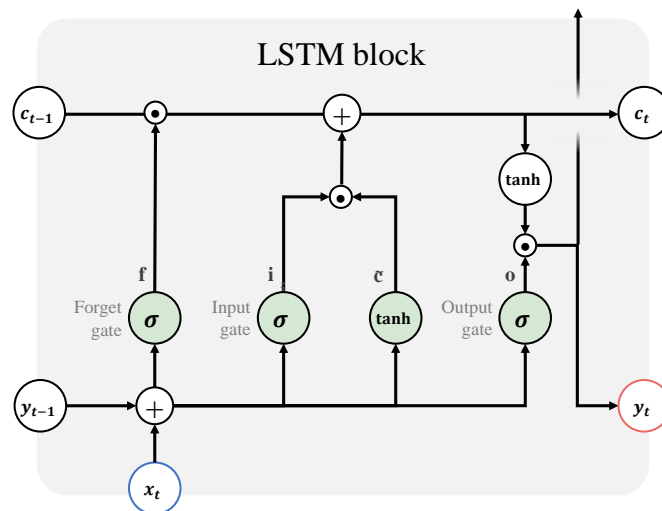 LSTM block
c_{t−1}
+
c_t
tanh
f
i
c̃
o
Forget
gate
σ
Input
gate
σ
tanh
Output
gate
σ
y_{t−1}
+
y_t
x_t